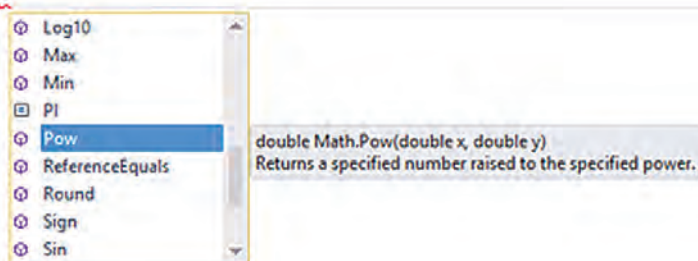 Log10
Max
Min
PI
Pow
double Math.Pow(double x, double y)
Returns a specified number raised to the specified power.
ReferenceEquals
Round
Sign
Sin